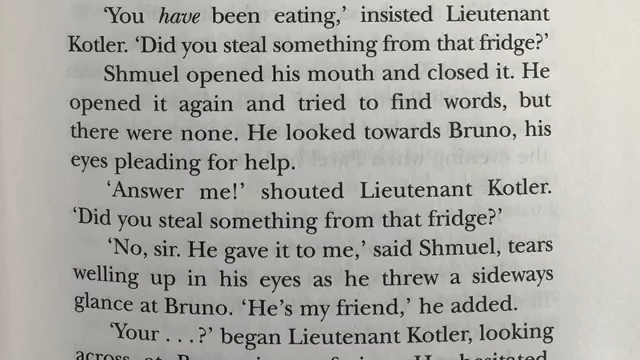 ‘You have been eating,’ insisted Lieutenant
Kotler. ‘Did you steal something from that fridge?’
Shmuel opened his mouth and closed it. He
opened it again and tried to find words, but
there were none. He looked towards Bruno, his
eyes pleading for help.
‘Answer me!’ shouted Lieutenant Kotler.
‘Did you steal something from that fridge?’
‘No, sir. He gave it to me,’ said Shmuel, tears
welling up in his eyes as he threw a sideways
glance at Bruno. ‘He’s my friend,’ he added.
‘Your . . .?’ began Lieutenant Kotler, looking
across at